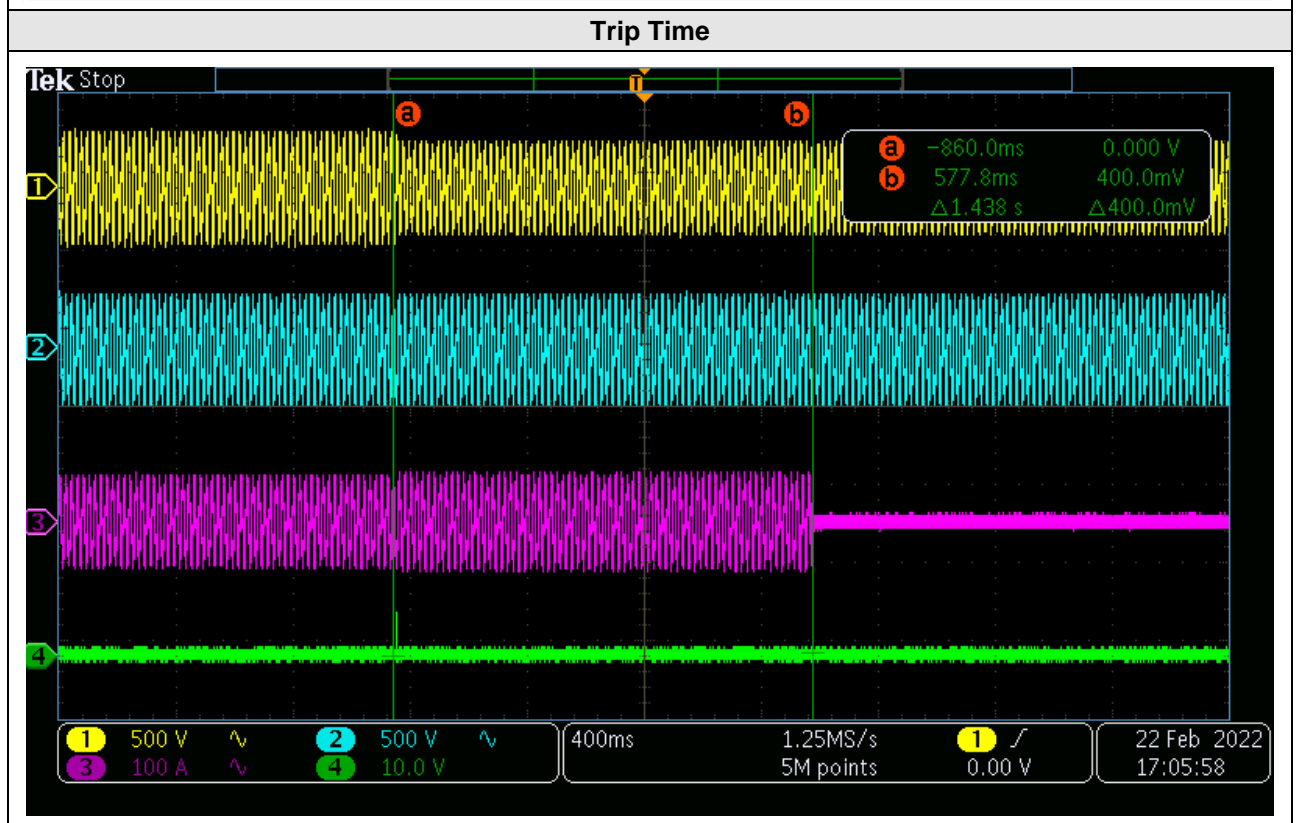 Trip Time
Tek Stop
T
a b
a -860.0ms 0.000 V
b 577.8ms 400.0mV
△1.438 s △400.0mV
1
2
3
4
1 500 V ∿ 2 500 V ∿ 400ms 1.25MS/s 1 ∫ 22 Feb 2022
3 100 A ∿ 4 10.0 V 5M points 0.00 V 17:05:58